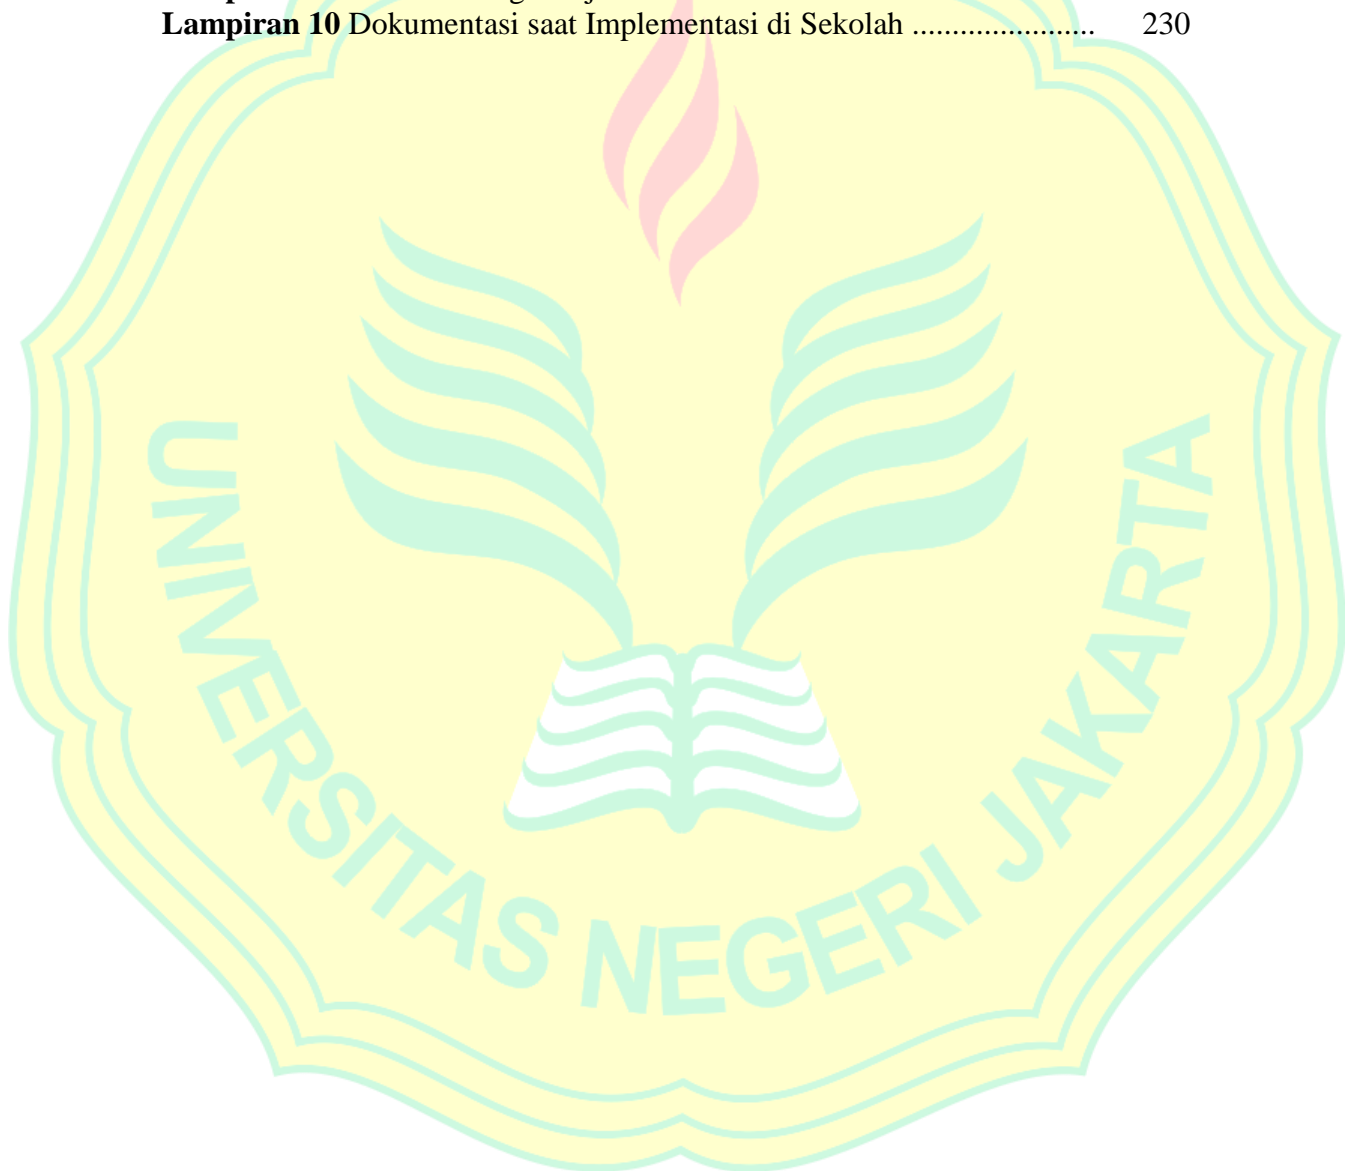 Lampiran 10 Dokumentasi saat Implementasi di Sekolah ....................... 230
UNIVERSITAS NEGERI JAKARTA